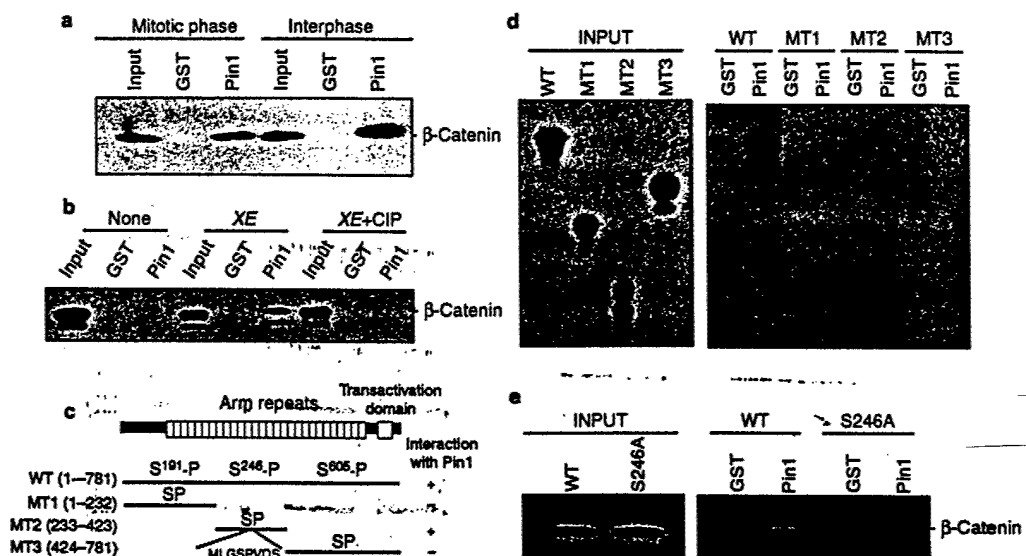 a
Mitotic phase Interphase
Input GST Pin1 Input GST Pin1
β-Catenin
b
None XE XE+CIP
Input GST Pin1 Input GST Pin1 Input GST Pin1
β-Catenin
c
Arm repeats
Transactivation
domain
Interaction
with Pin1
S191-P S246-P S605-P
WT (1–781) +
MT1 (1–232) SP –
MT2 (233–423) SP +
MT3 (424–781) SP –
MLGSPVDS
d
INPUT WT MT1 MT2 MT3
WT MT1 MT2 MT3 GST Pin1 GST Pin1 GST Pin1 GST Pin1
e
INPUT WT S246A
WT S246A GST Pin1 GST Pin1
β-Catenin